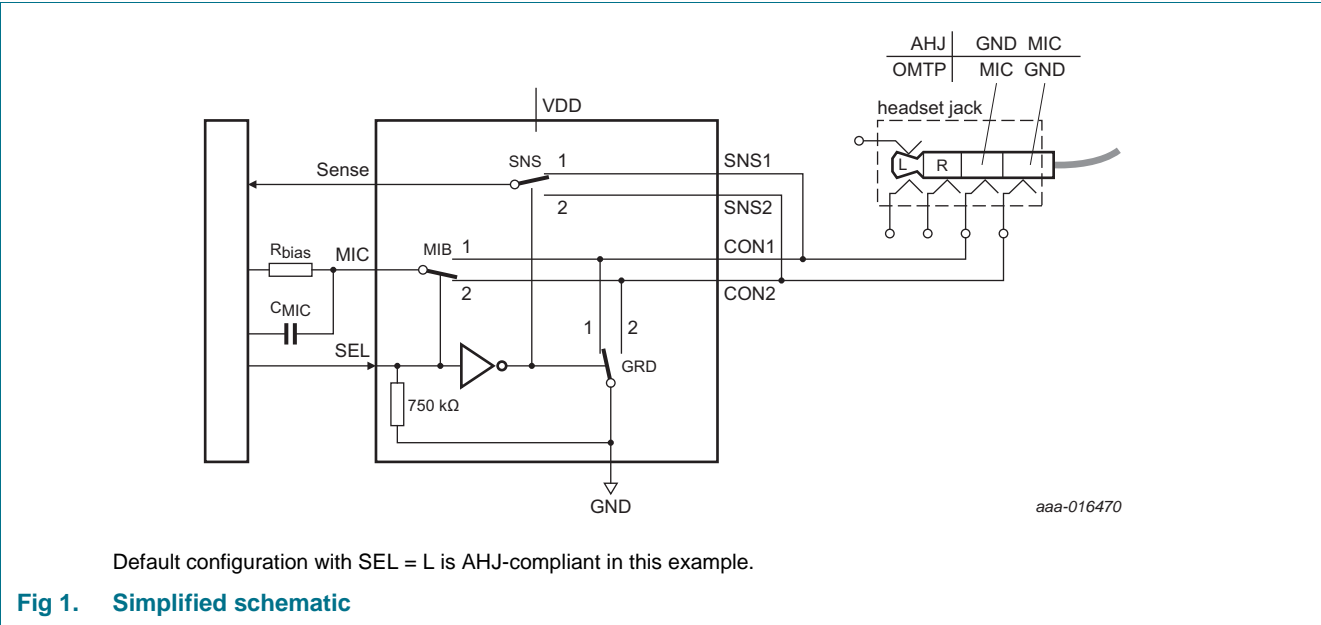 AHJ GND MIC
OMTP MIC GND
headset jack
VDD
L R
Sense SNS 1 SNS1
2 SNS2
Rbias MIC MIB 1 CON1
2 CON2
CMIC
1 2
SEL
GRD
750 kΩ
GND
aaa-016470
Default configuration with SEL = L is AHJ-compliant in this example.
Fig 1. Simplified schematic